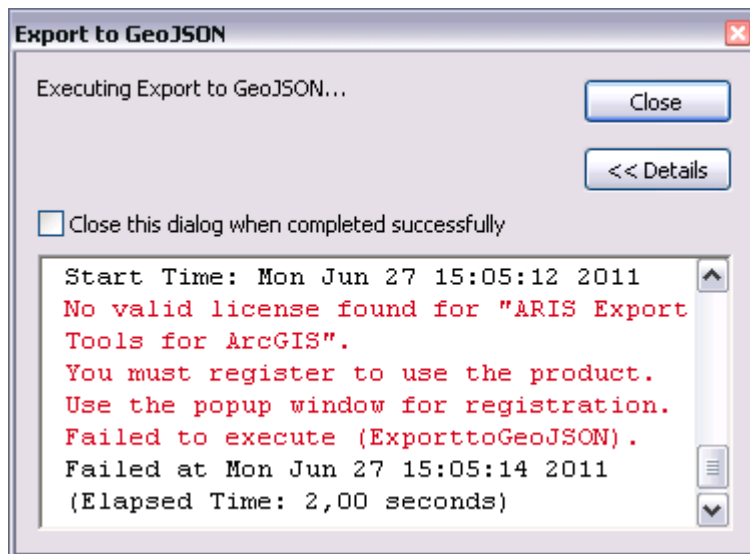 Export to GeoJSON
Executing Export to GeoJSON...
Close
<< Details
Close this dialog when completed successfully
Start Time: Mon Jun 27 15:05:12 2011
No valid license found for "ARIS Export
Tools for ArcGIS".
You must register to use the product.
Use the popup window for registration.
Failed to execute (ExporttoGeoJSON).
Failed at Mon Jun 27 15:05:14 2011
(Elapsed Time: 2,00 seconds)